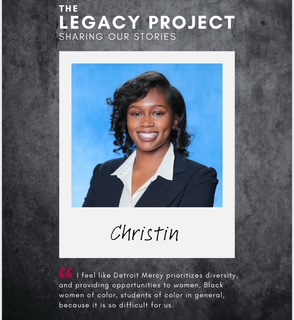 THE
LEGACY PROJECT
SHARING OUR STORIES
Christin
“ I feel like Detroit Mercy prioritizes diversity,
and providing opportunities to women, Black
women of color, students of color in general,
because it is so difficult for us.